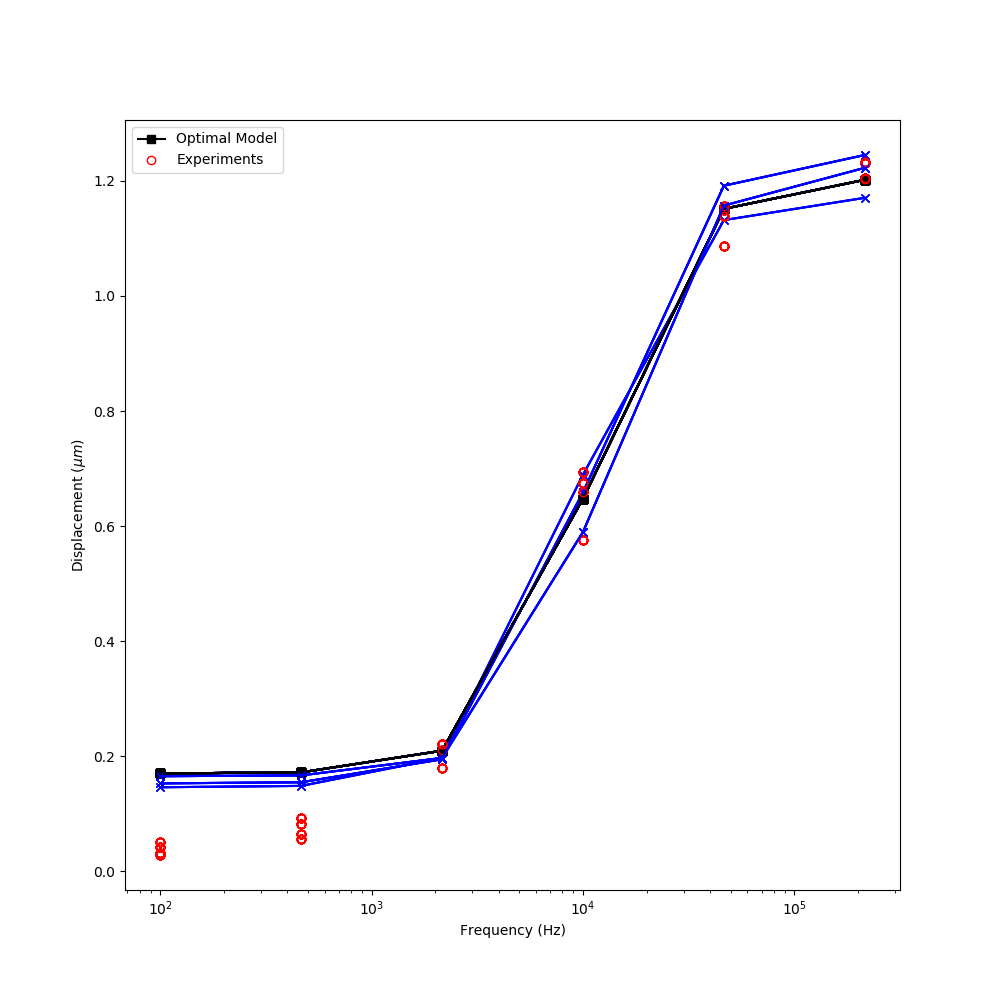 Optimal Model
Experiments
1.2
1.0
0.8
0.6
0.4
0.2
0.0
Displacement (μm)
10²
10³
10⁴
10⁵
Frequency (Hz)